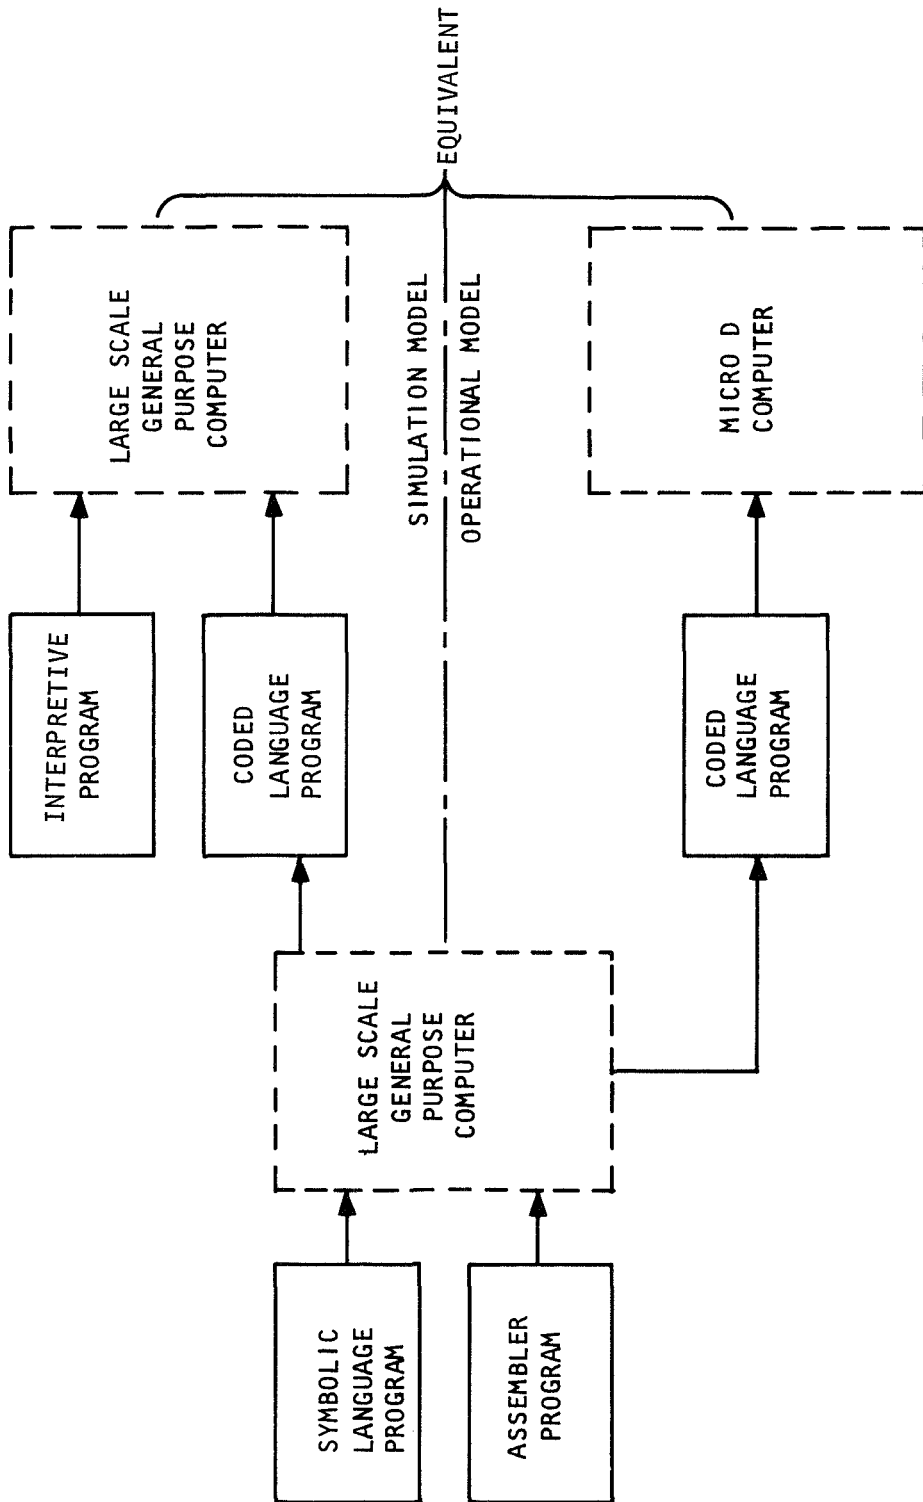 SYMBOLIC
LANGUAGE
PROGRAM
ASSEMBLER
PROGRAM
LARGE SCALE
GENERAL
PURPOSE
COMPUTER
INTERPRETIVE
PROGRAM
CODED
LANGUAGE
PROGRAM
LARGE SCALE
GENERAL
PURPOSE
COMPUTER
SIMULATION MODEL
OPERATIONAL MODEL
EQUIVALENT
CODED
LANGUAGE
PROGRAM
MICRO D
COMPUTER